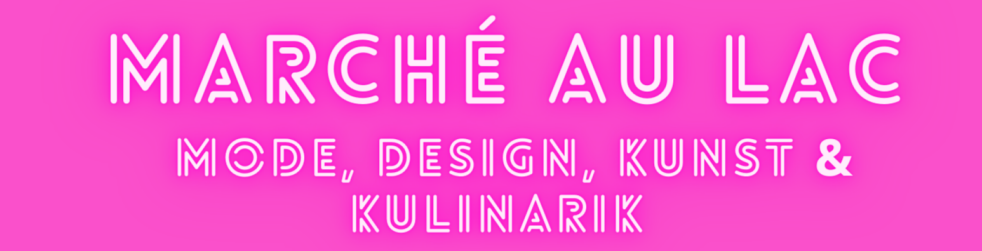 MARCHÉ AU LAC
MODE, DESIGN, KUNST &
KULINARIK